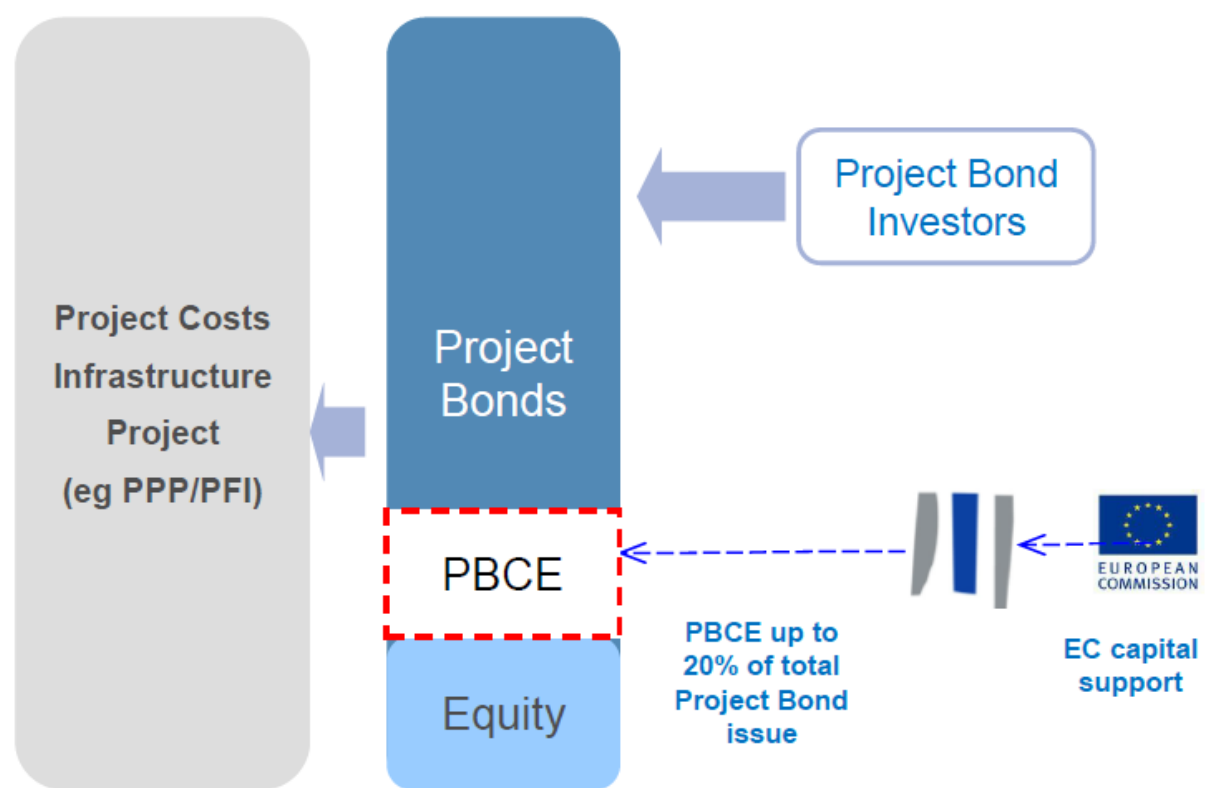 Project Costs
Infrastructure
Project
(eg PPP/PFI)
Project
Bonds
PBCE
Equity
Project Bond
Investors
PBCE up to
20% of total
Project Bond
issue
EUROPEAN
COMMISSION
EC capital
support